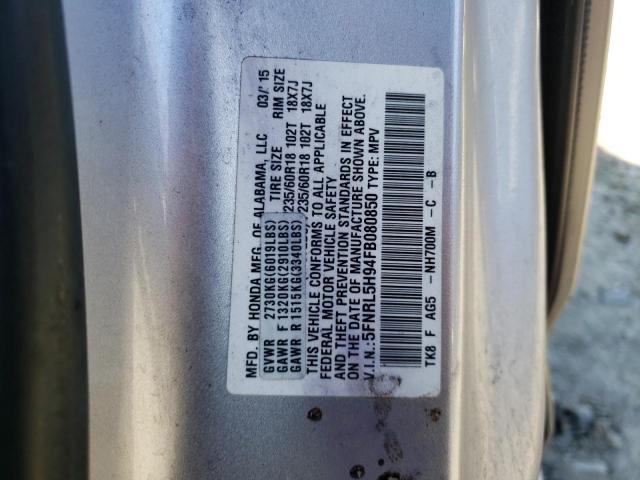 MFD. BY HONDA MFG. OF ALABAMA, LLC 03/ 15
TIRE SIZE RIM SIZE
GVWR 2730KG(6019LBS)
GAWR F 1320KG(2910LBS) 235/60R18 102T 18X7J
GAWR R 1515KG(3340LBS) 235/60R18 102T 18X7J
THIS VEHICLE CONFORMS TO ALL APPLICABLE
FEDERAL MOTOR VEHICLE SAFETY
AND THEFT PREVENTION STANDARDS IN EFFECT
ON THE DATE OF MANUFACTURE SHOWN ABOVE.
V.I.N.: 5FNRL5H94FB080850 TYPE: MPV
TK8 F AG5 - NH700M - C - B